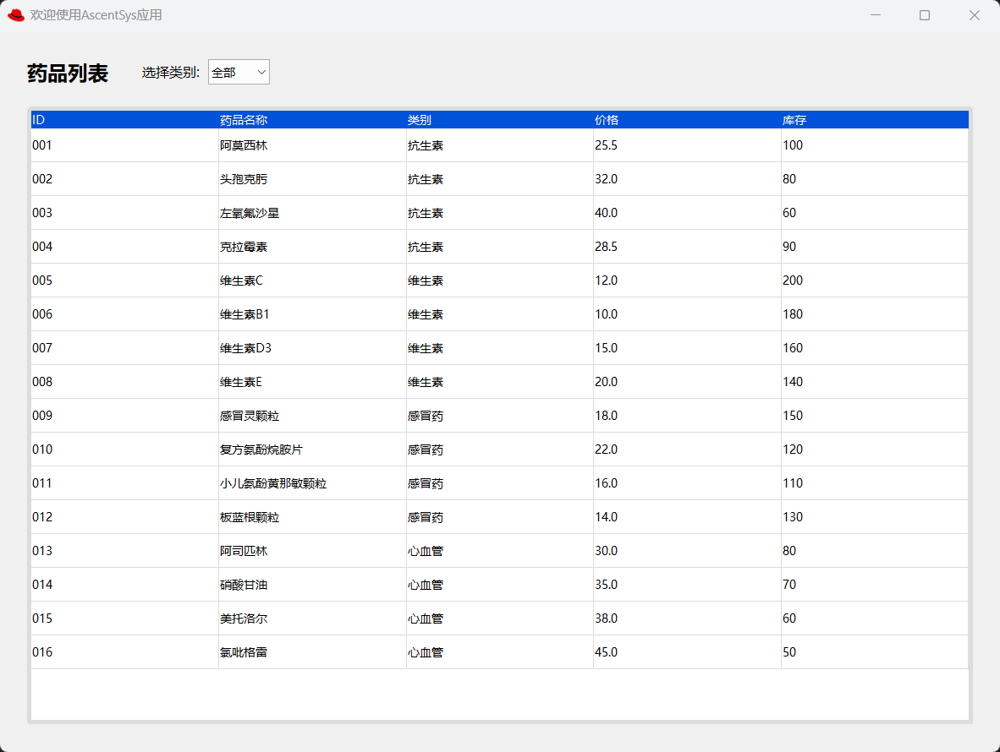 欢迎使用AscentSys应用
药品列表 选择类别: 全部
ID 药品名称 类别 价格 库存
001 阿莫西林 抗生素 25.5 100
002 头孢克肟 抗生素 32.0 80
003 左氧氟沙星 抗生素 40.0 60
004 克拉霉素 抗生素 28.5 90
005 维生素C 维生素 12.0 200
006 维生素B1 维生素 10.0 180
007 维生素D3 维生素 15.0 160
008 维生素E 维生素 20.0 140
009 感冒灵颗粒 感冒药 18.0 150
010 复方氨酚烷胺片 感冒药 22.0 120
011 小儿氨酚黄那敏颗粒 感冒药 16.0 110
012 板蓝根颗粒 感冒药 14.0 130
013 阿司匹林 心血管 30.0 80
014 硝酸甘油 心血管 35.0 70
015 美托洛尔 心血管 38.0 60
016 氯吡格雷 心血管 45.0 50